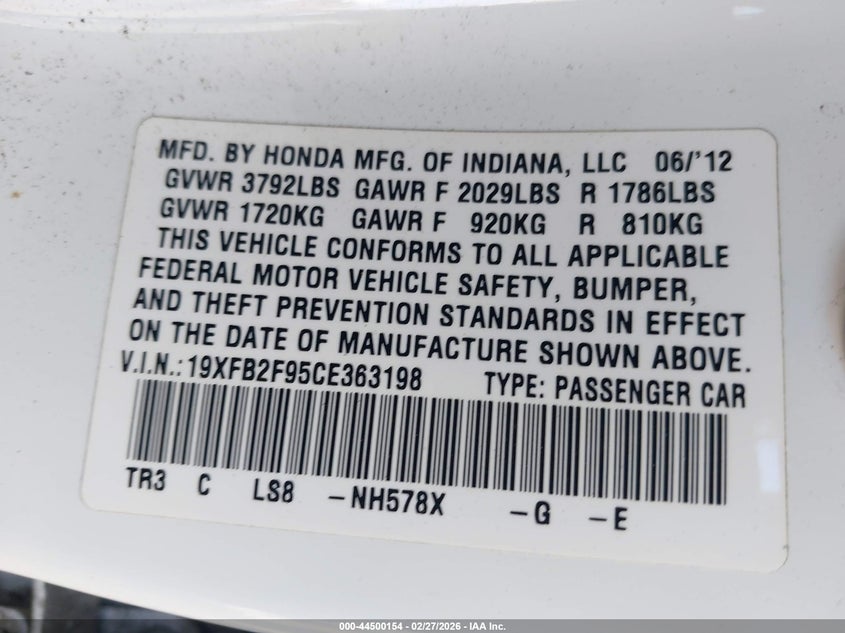 MFD. BY HONDA MFG. OF INDIANA, LLC 06/'12
GVWR 3792LBS GAWR F 2029LBS R 1786LBS
GVWR 1720KG GAWR F 920KG R 810KG
THIS VEHICLE CONFORMS TO ALL APPLICABLE
FEDERAL MOTOR VEHICLE SAFETY, BUMPER,
AND THEFT PREVENTION STANDARDS IN EFFECT
ON THE DATE OF MANUFACTURE SHOWN ABOVE.
V.I.N.: 19XFB2F95CE363198 TYPE: PASSENGER CAR
TR3 C LS8 -NH578X -G -E
000-44500154 - 02/27/2026 - IAA Inc.